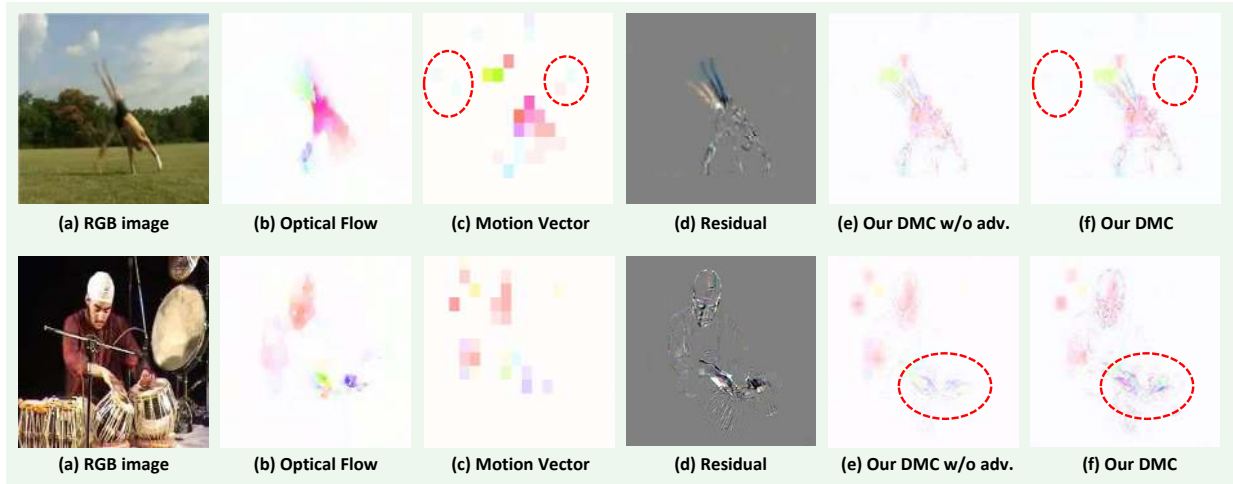 (a) RGB image (b) Optical Flow (c) Motion Vector (d) Residual (e) Our DMC w/o adv. (f) Our DMC
(a) RGB image (b) Optical Flow (c) Motion Vector (d) Residual (e) Our DMC w/o adv. (f) Our DMC